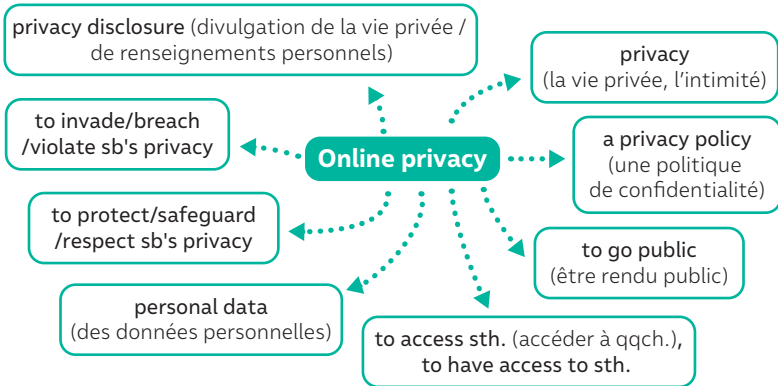 privacy disclosure (divulgation de la vie privée /
de renseignements personnels)
privacy
(la vie privée, l'intimité)
to invade/breach
/violate sb's privacy
Online privacy
a privacy policy
(une politique
de confidentialité)
to protect/safeguard
/respect sb's privacy
to go public
(être rendu public)
personal data
(des données personnelles)
to access sth. (accéder à qqch.),
to have access to sth.